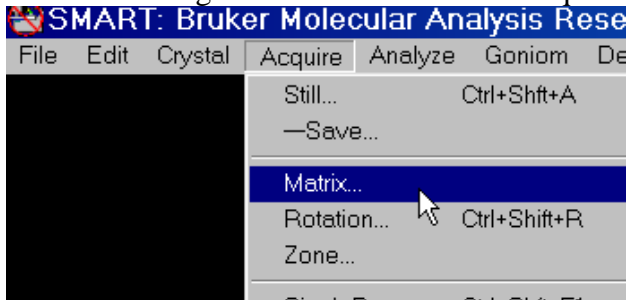 SMART: Bruker Molecular Analysis Rese
File Edit Crystal Acquire Analyze Goniom De
Still... Ctrl+Shft+A
—Save...
Matrix...
Rotation... Ctrl+Shift+R
Zone...